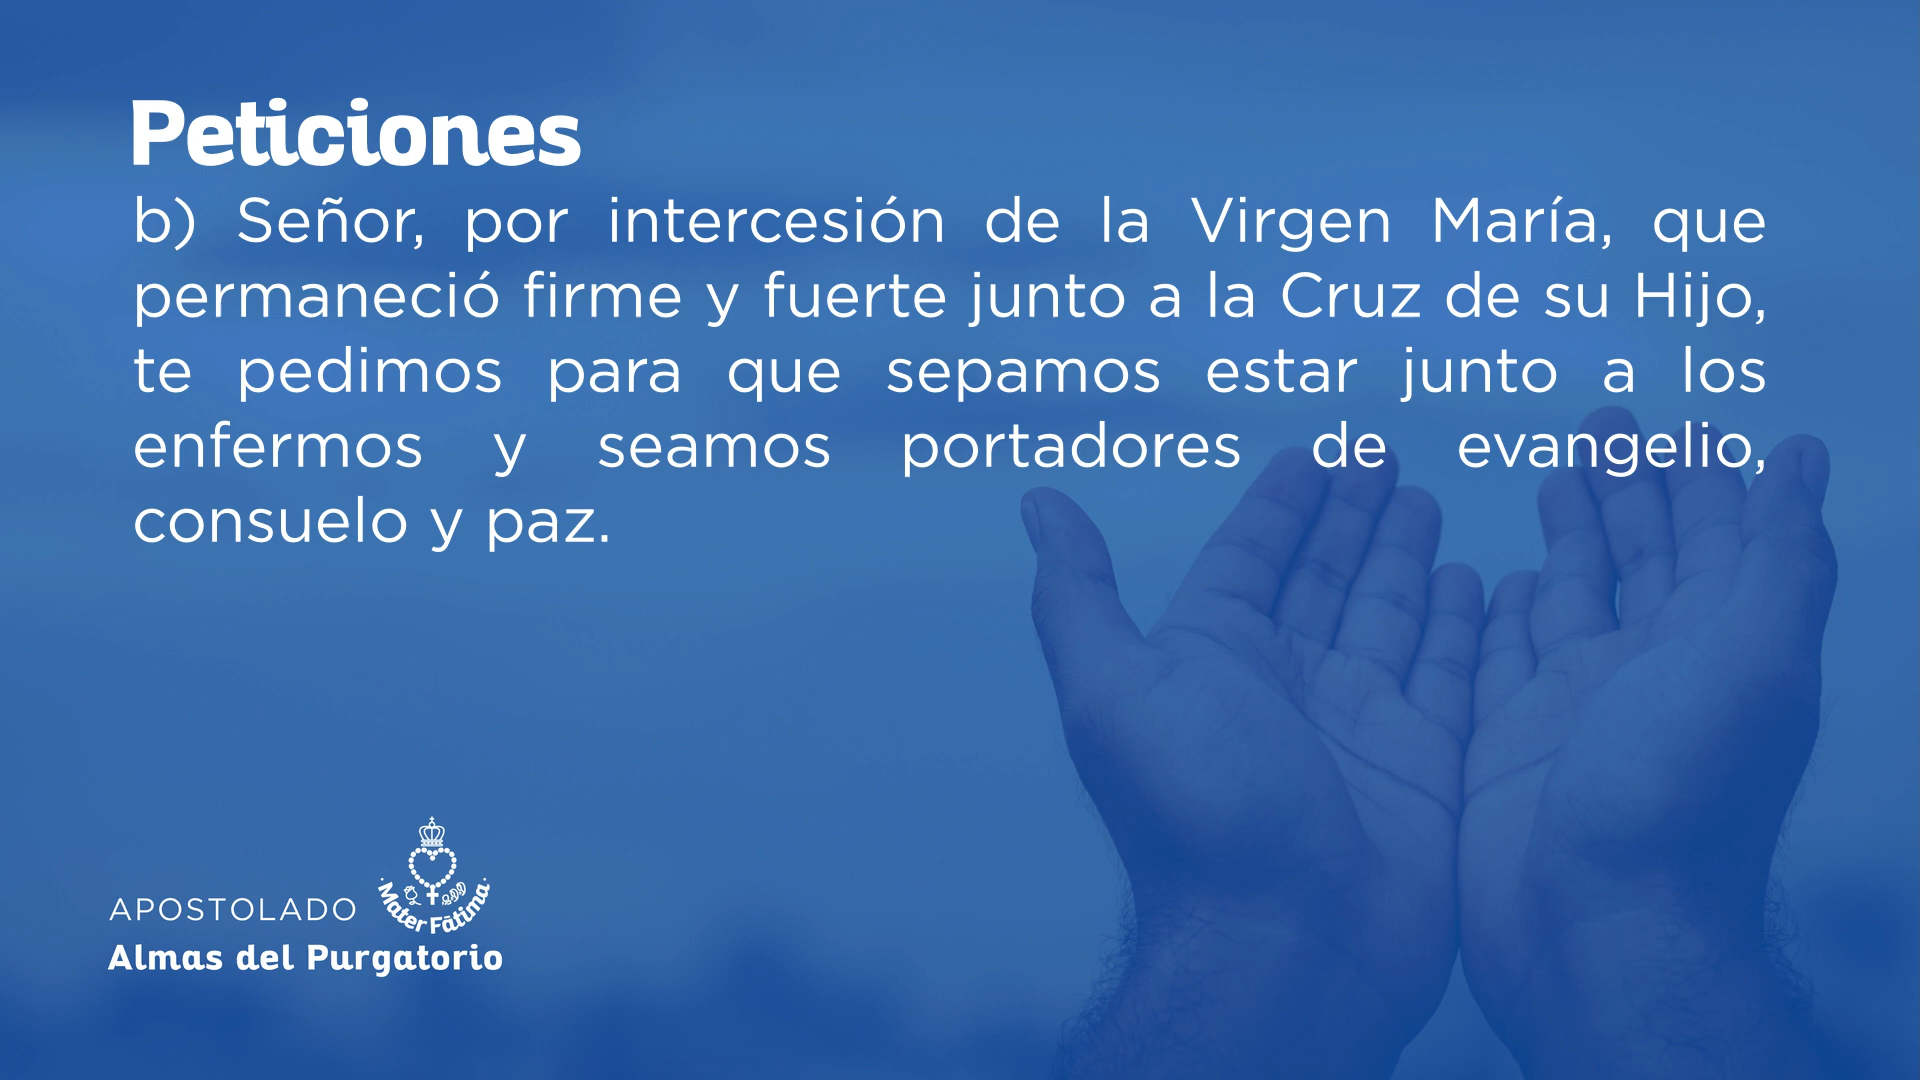 Peticiones
b) Señor, por intercesión de la Virgen María, que
permaneció firme y fuerte junto a la Cruz de su Hijo,
te pedimos para que sepamos estar junto a los
enfermos y seamos portadores de evangelio,
consuelo y paz.
APOSTOLADO
Mater Fátima
Almas del Purgatorio